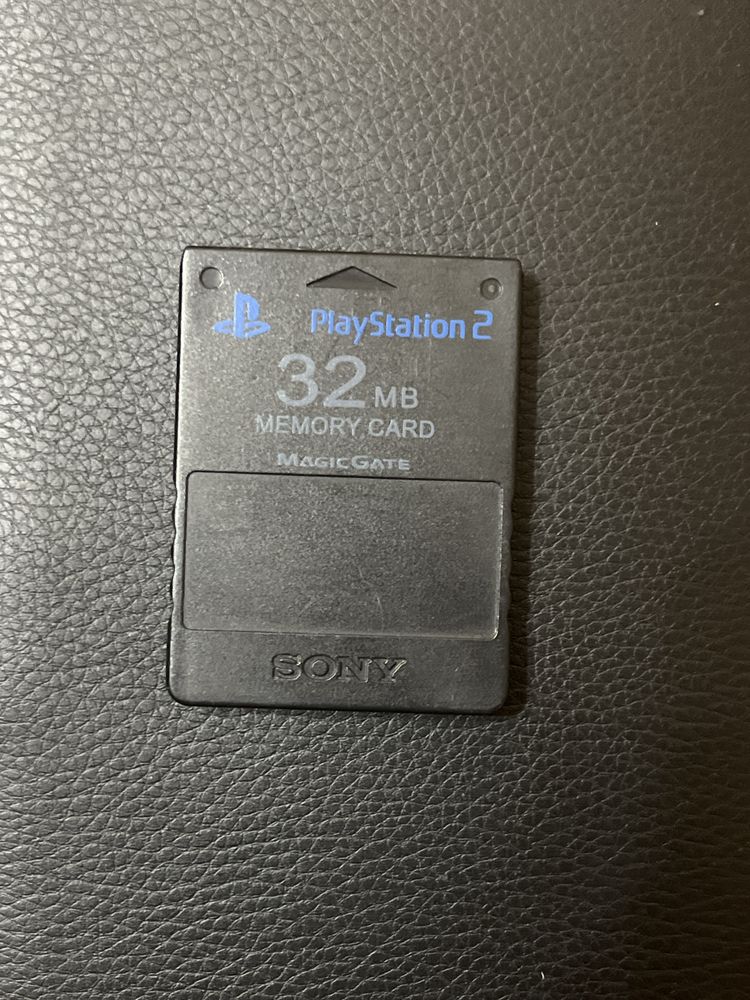 PlayStation 2
32 MB
MEMORY CARD
MAGICGATE
SONY